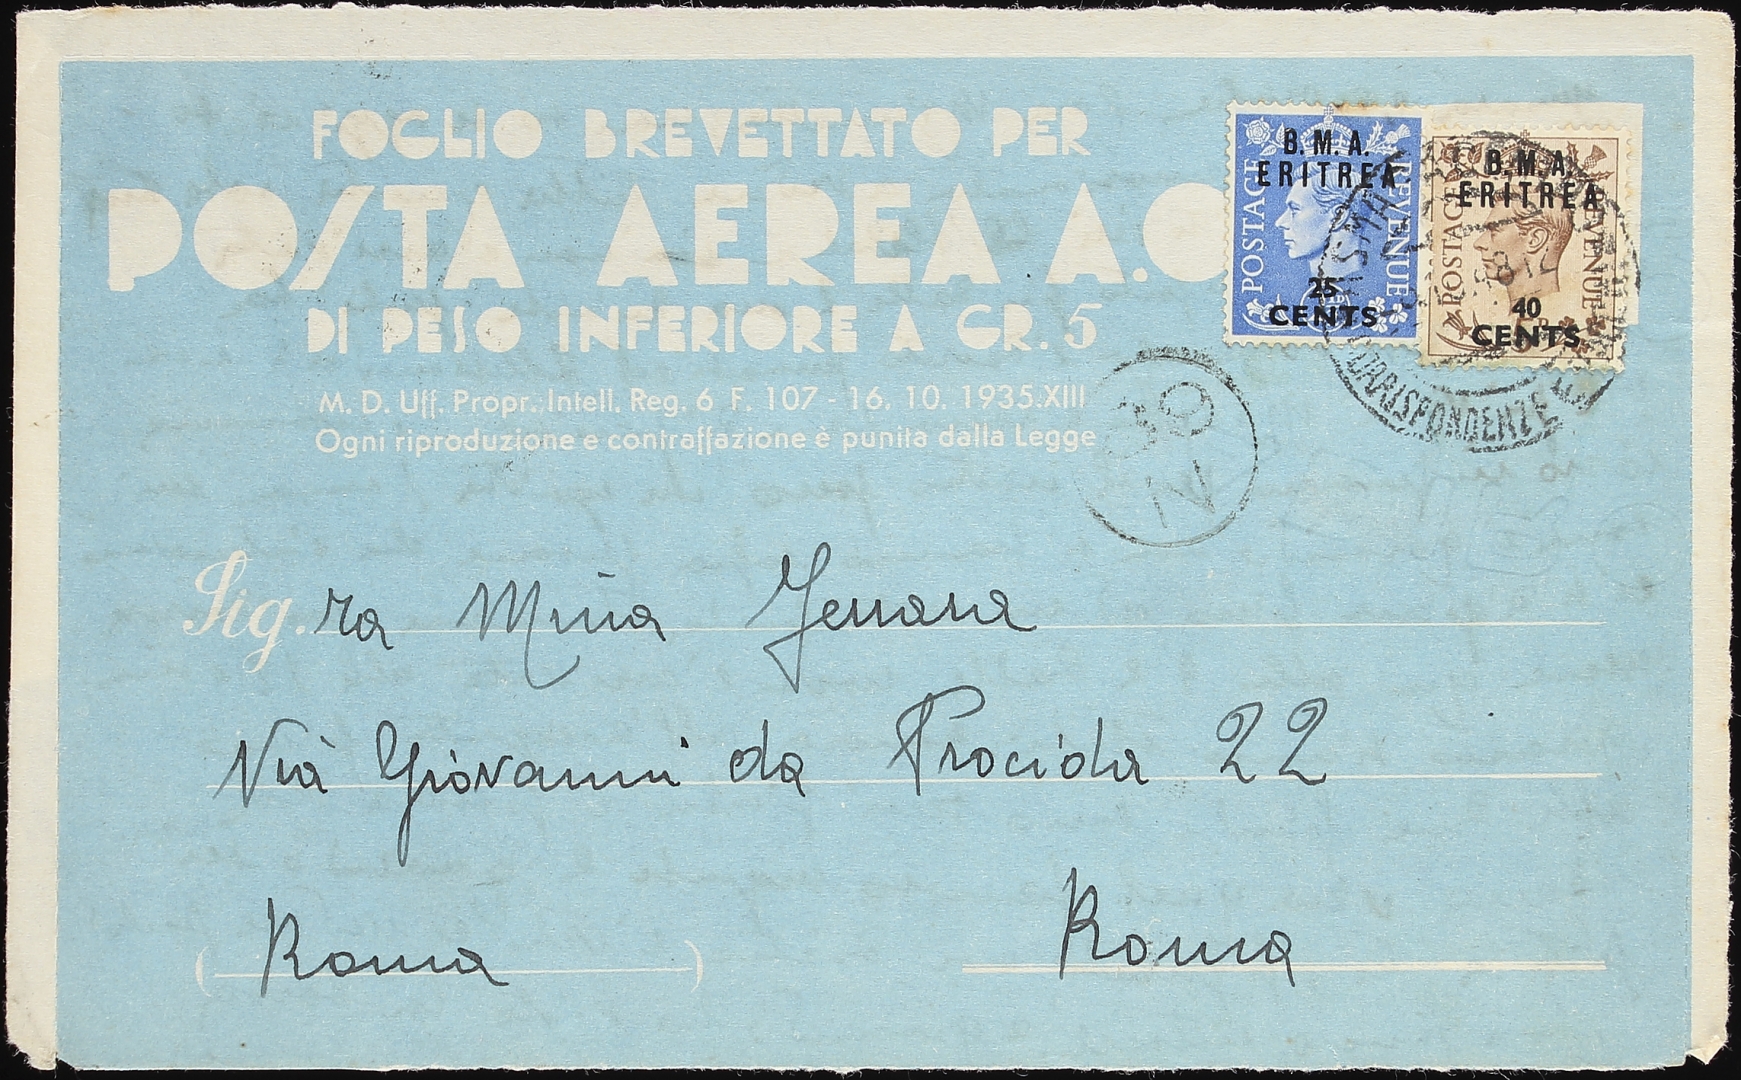 FOGLIO BREVETTATO PER
POSTA AEREA A.O
DI PESO INFERIORE A GR. 5
M. D. Uff. Propr. Intell. Reg. 6 F. 107 - 16. 10. 1935.XIII
Ogni riproduzione e contraffazione è punita dalla Legge
B.M.A.
ERITREA
POSTAGE
REVENUE
25
CENTS
B.M.A.
ERITREA
POSTAGE
REVENUE
40
CENTS
CORRISPONDENZE
Sig.ra Mina
Via Giovanni da Procida 22
(Roma) Roma